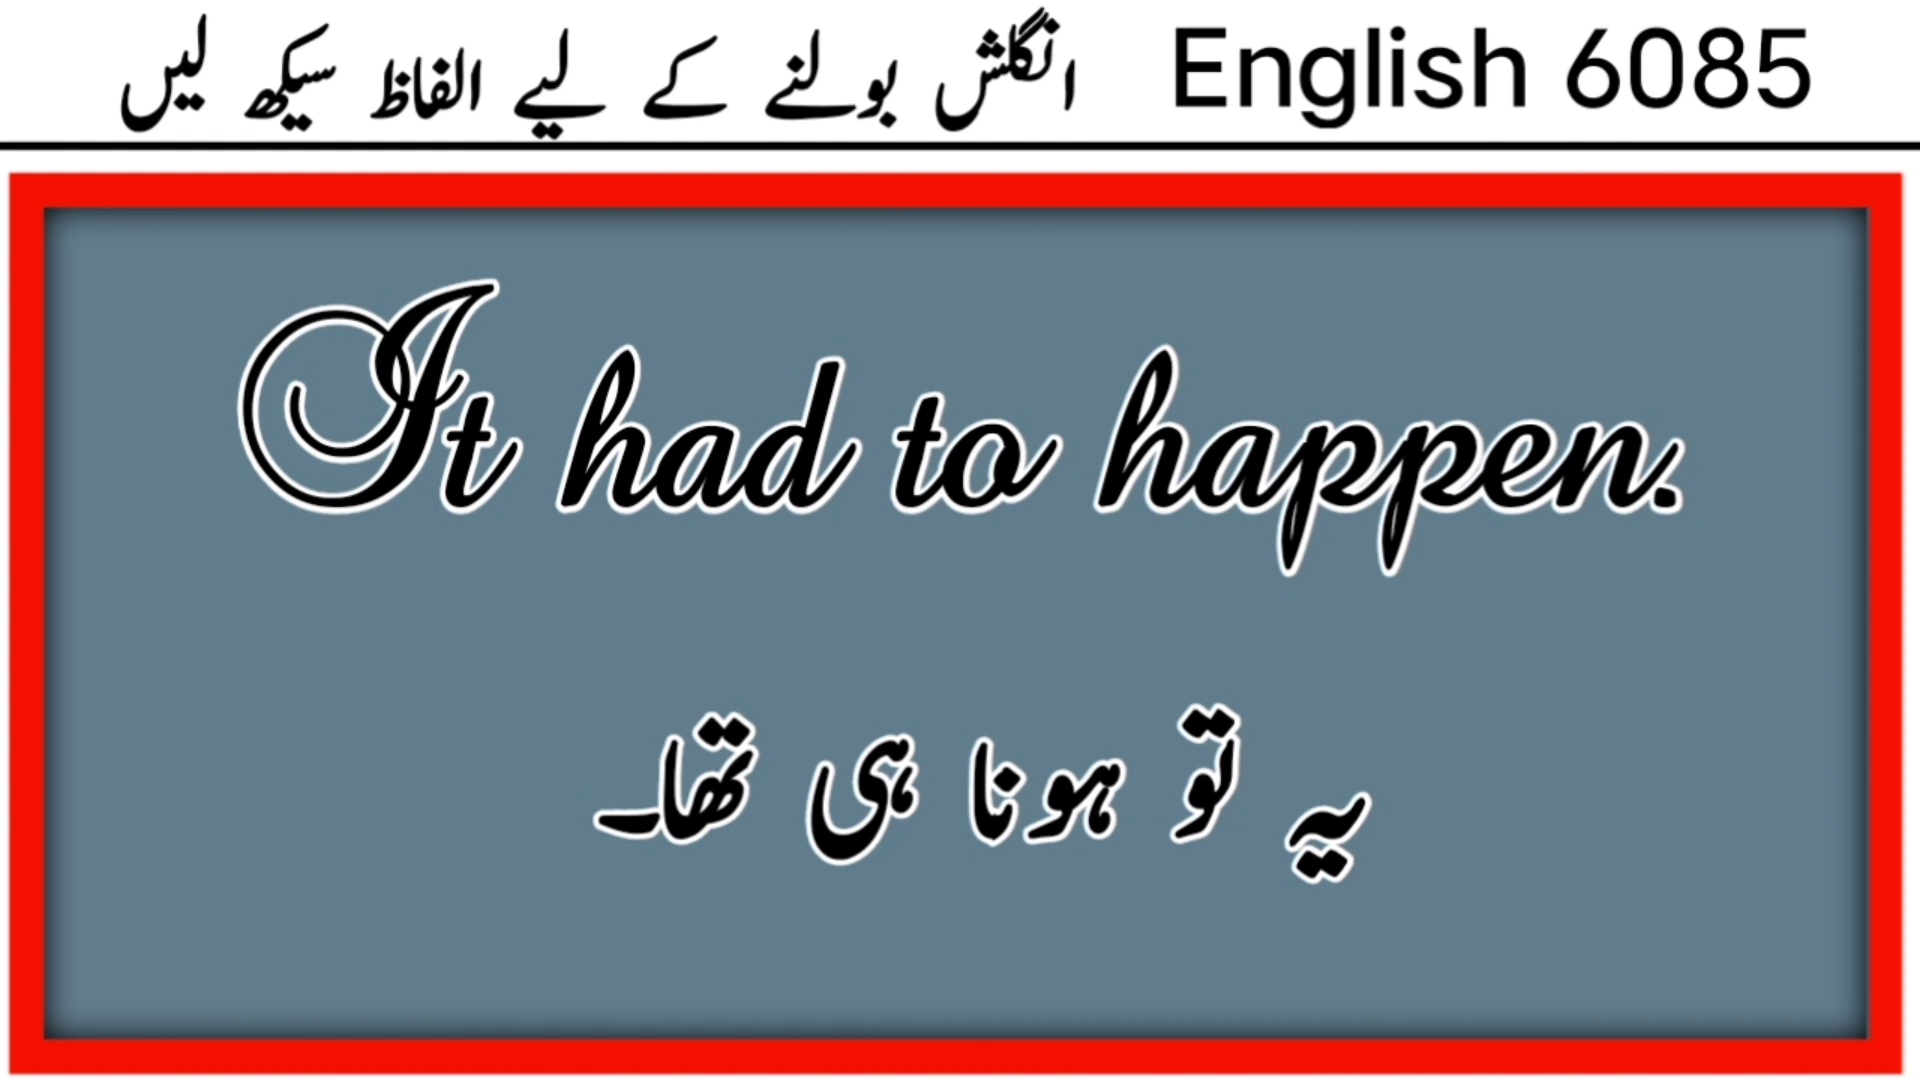 English 6085 انگلش بولنے کے لیے الفاظ سیکھ لیں
It had to happen.
یہ تو ہونا ہی تھا۔